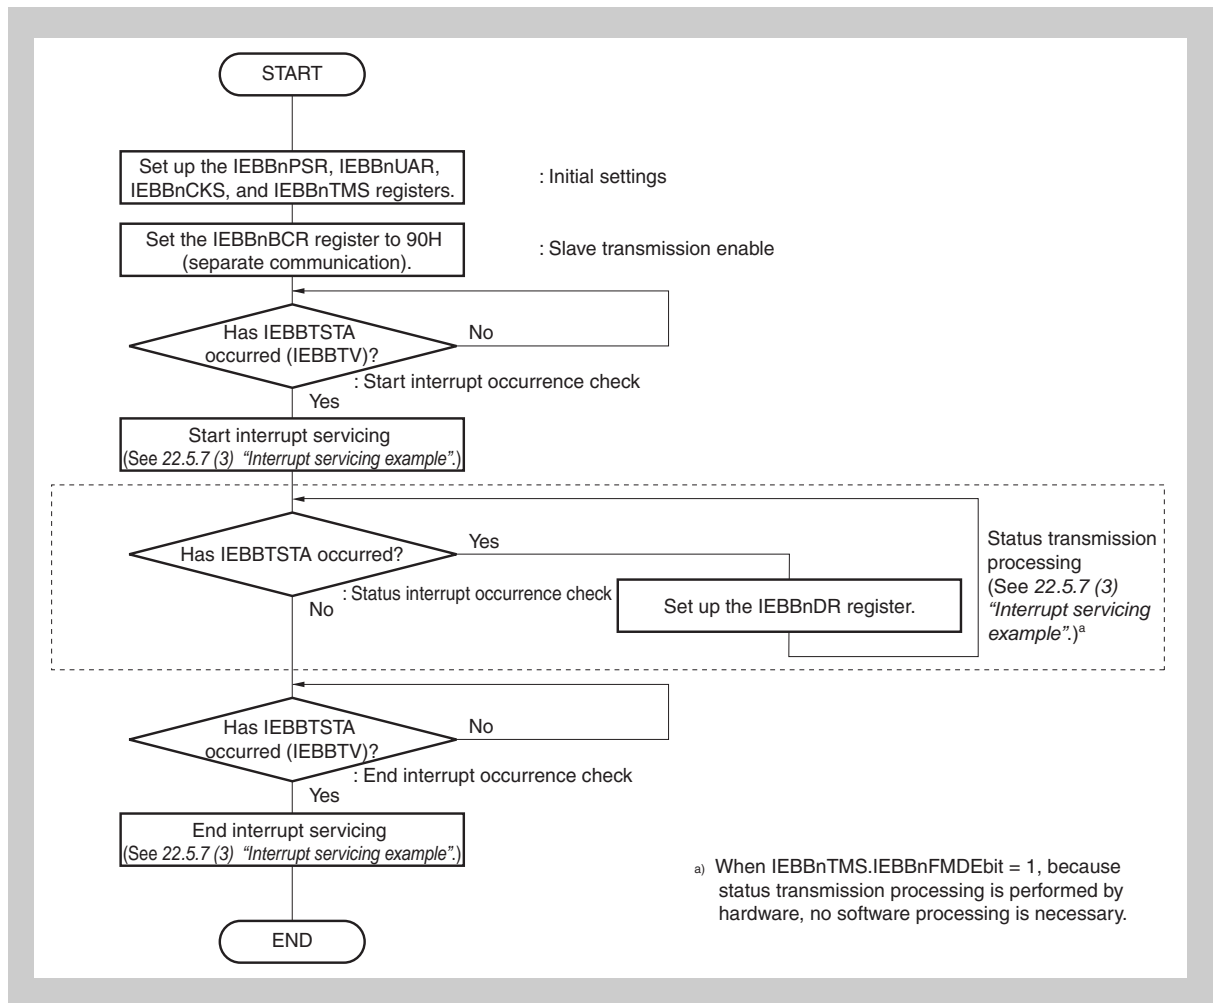 START
Set up the IEBBnPSR, IEBBnUAR,
IEBBnCKS, and IEBBnTMS registers.
: Initial settings
Set the IEBBnBCR register to 90H
(separate communication).
: Slave transmission enable
Has IEBBTSTA
occurred (IEBBTV)?
No
: Start interrupt occurrence check
Yes
Start interrupt servicing
(See 22.5.7 (3) “Interrupt servicing example”.)
Has IEBBTSTA occurred?
Yes
: Status interrupt occurrence check
No
Set up the IEBBnDR register.
Status transmission
processing
(See 22.5.7 (3)
“Interrupt servicing
example”.)a
Has IEBBTSTA
occurred (IEBBTV)?
No
: End interrupt occurrence check
Yes
End interrupt servicing
(See 22.5.7 (3) “Interrupt servicing example”.)
a) When IEBBnTMS.IEBBnFMDEbit = 1, because
status transmission processing is performed by
hardware, no software processing is necessary.
END